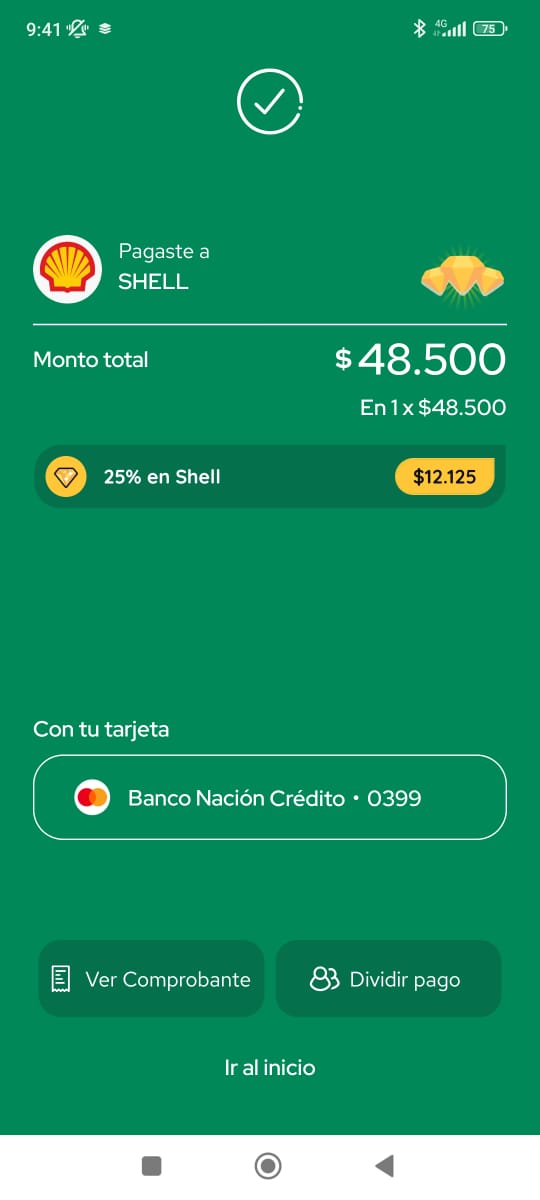 9:41
4G
75
Pagaste a
SHELL
Monto total
$ 48.500
En 1 x $48.500
25% en Shell
$12.125
Con tu tarjeta
Banco Nación Crédito • 0399
Ver Comprobante
Dividir pago
Ir al inicio